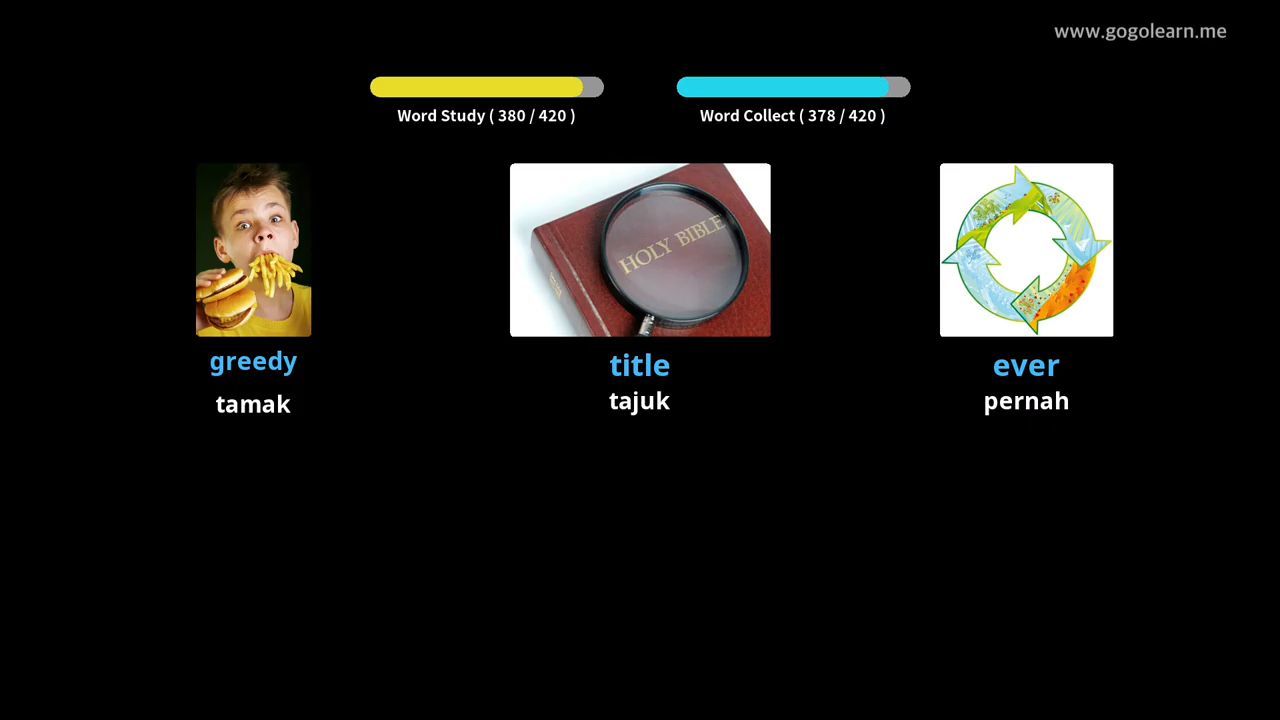 www.gogolearn.me
Word Study ( 380 / 420 )
Word Collect ( 378 / 420 )
HOLY BIBLE
greedy
tamak
title
tajuk
ever
pernah